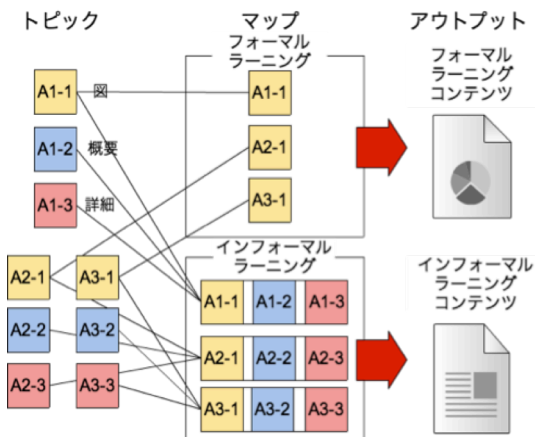 トピック
マップ
アウトプット
フォーマル
ラーニング
フォーマル
ラーニング
コンテンツ
A1-1
図
A1-1
A1-2
概要
A2-1
A1-3
詳細
A3-1
インフォーマル
ラーニング
インフォーマル
ラーニング
コンテンツ
A2-1
A3-1
A1-1
A1-2
A1-3
A2-2
A3-2
A2-1
A2-2
A2-3
A2-3
A3-3
A3-1
A3-2
A3-3